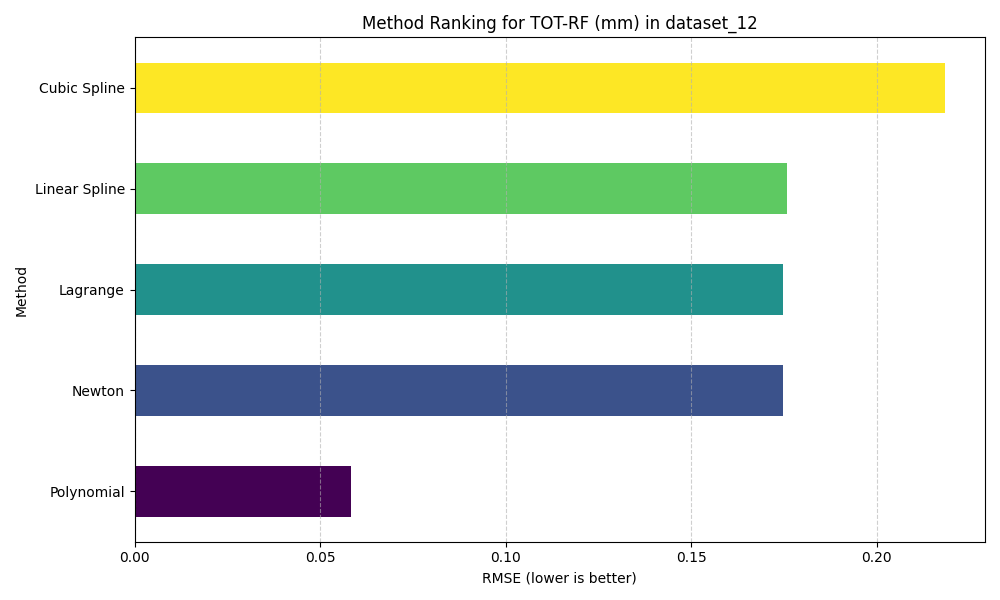 Method Ranking for TOT-RF (mm) in dataset_12
Cubic Spline
Linear Spline
Lagrange
Newton
Polynomial
Method
0.00 0.05 0.10 0.15 0.20
RMSE (lower is better)